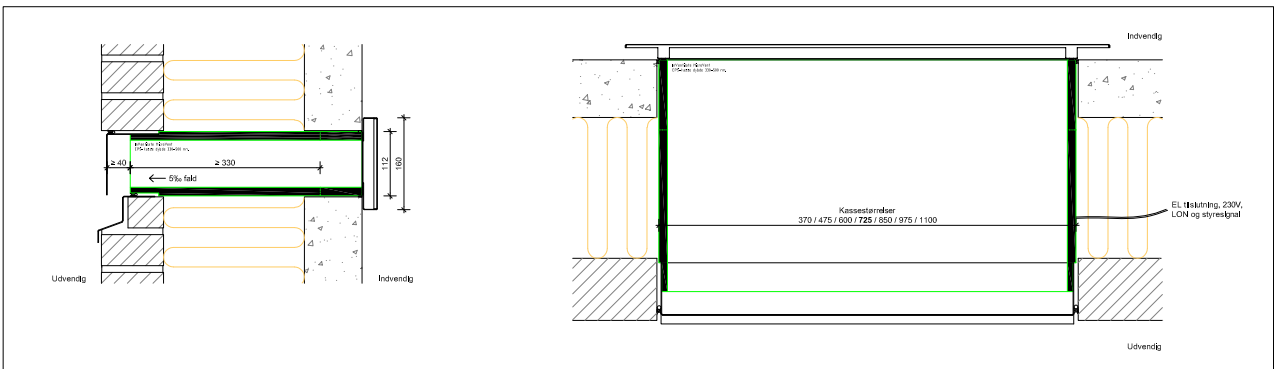 ≥ 40
≥ 330
5‰ fald
112
160
Udvendig
Indvendig
Indvendig
Kassestørrelser
370 / 475 / 600 / 725 / 850 / 975 / 1100
EL tilslutning, 230V,
LON og styresignal
Udvendig